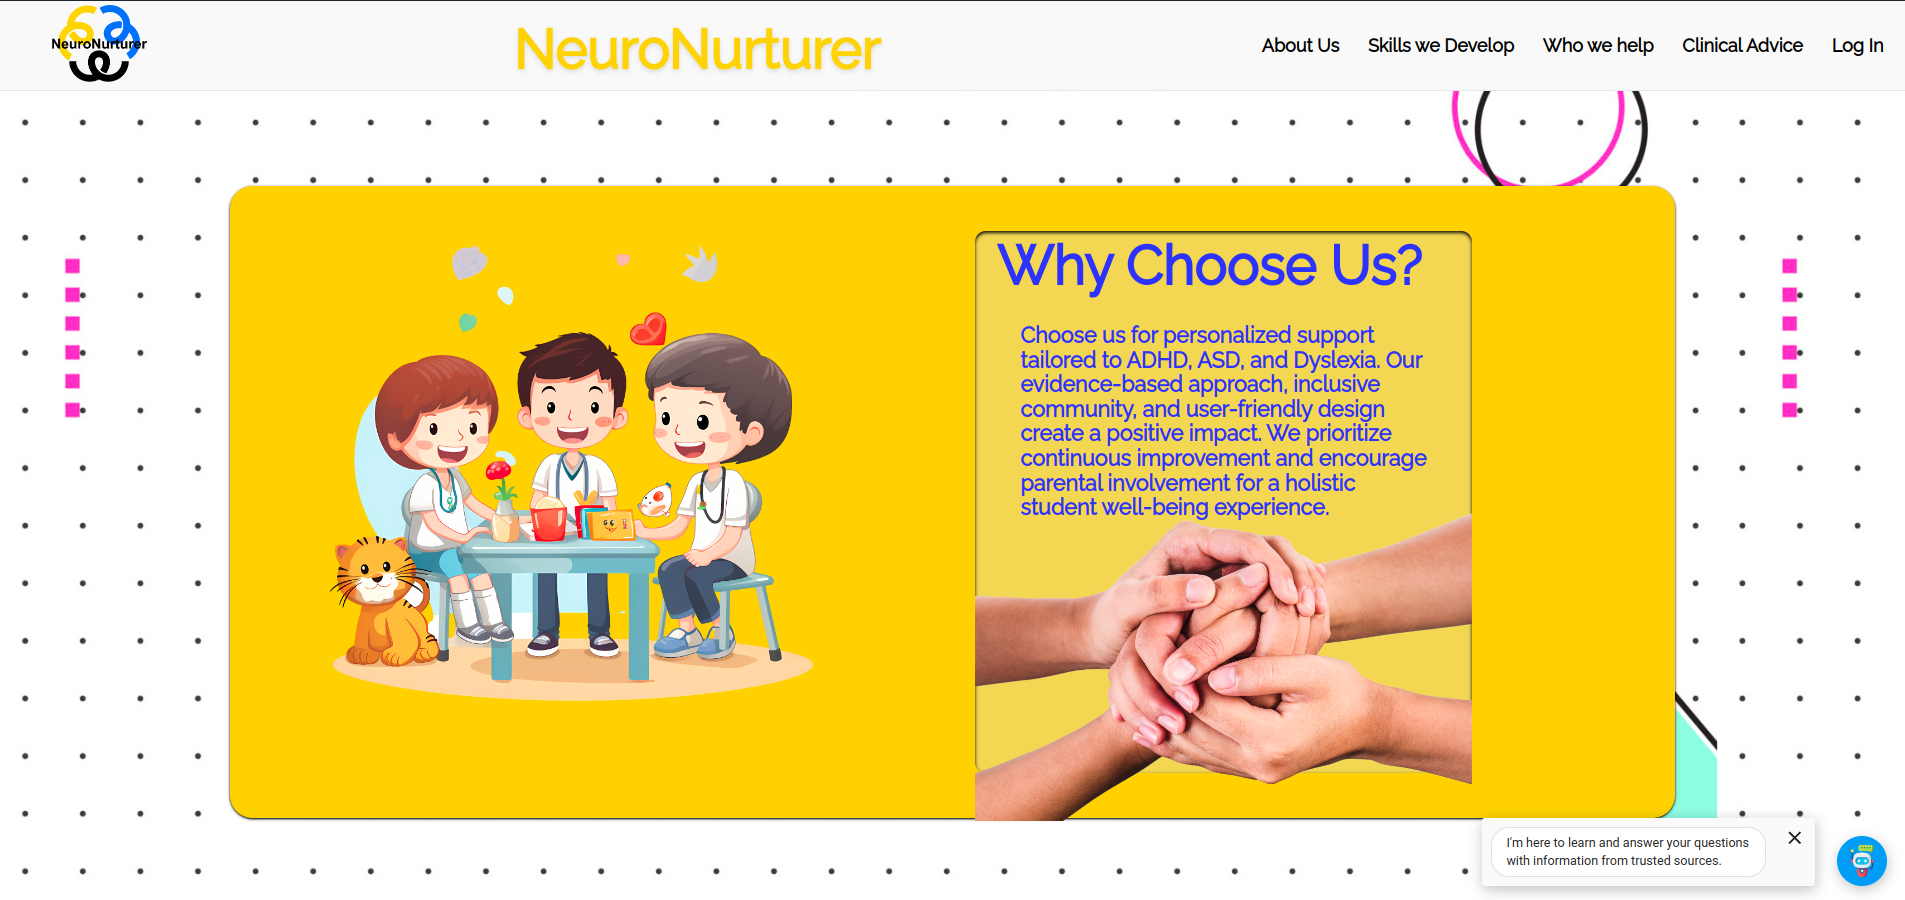 NeuroNurturer
NeuroNurturer
About Us
Skills we Develop
Who we help
Clinical Advice
Log In
Why Choose Us?
Choose us for personalized support
tailored to ADHD, ASD, and Dyslexia. Our
evidence-based approach, inclusive
community, and user-friendly design
create a positive impact. We prioritize
continuous improvement and encourage
parental involvement for a holistic
student well-being experience.
I'm here to learn and answer your questions
with information from trusted sources.